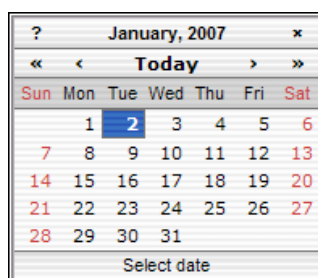 ? January, 2007 ×
« ‹ Today › »
Sun Mon Tue Wed Thu Fri Sat
1 2 3 4 5 6
7 8 9 10 11 12 13
14 15 16 17 18 19 20
21 22 23 24 25 26 27
28 29 30 31
Select date